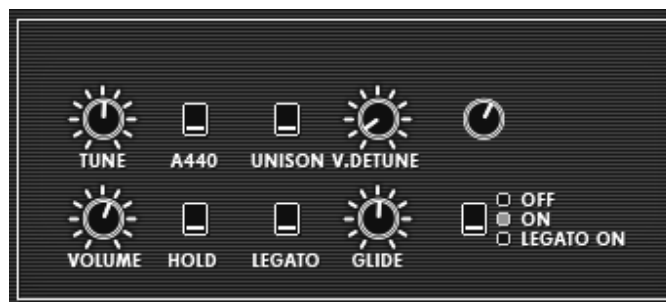 TUNE A440 UNISON V.DETUNE
OFF
ON
LEGATO ON
VOLUME HOLD LEGATO GLIDE